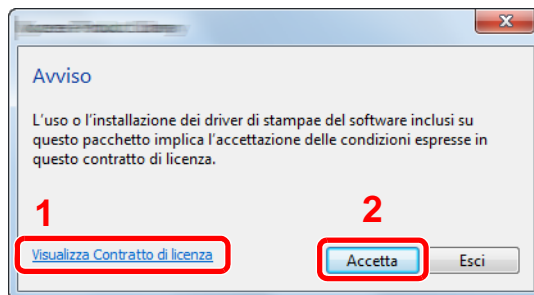 Avviso
L'uso o l'installazione dei driver di stampae del software inclusi su
questo pacchetto implica l'accettazione delle condizioni espresse in
questo contratto di licenza.
1
2
Visualizza Contratto di licenza
Accetta
Esci